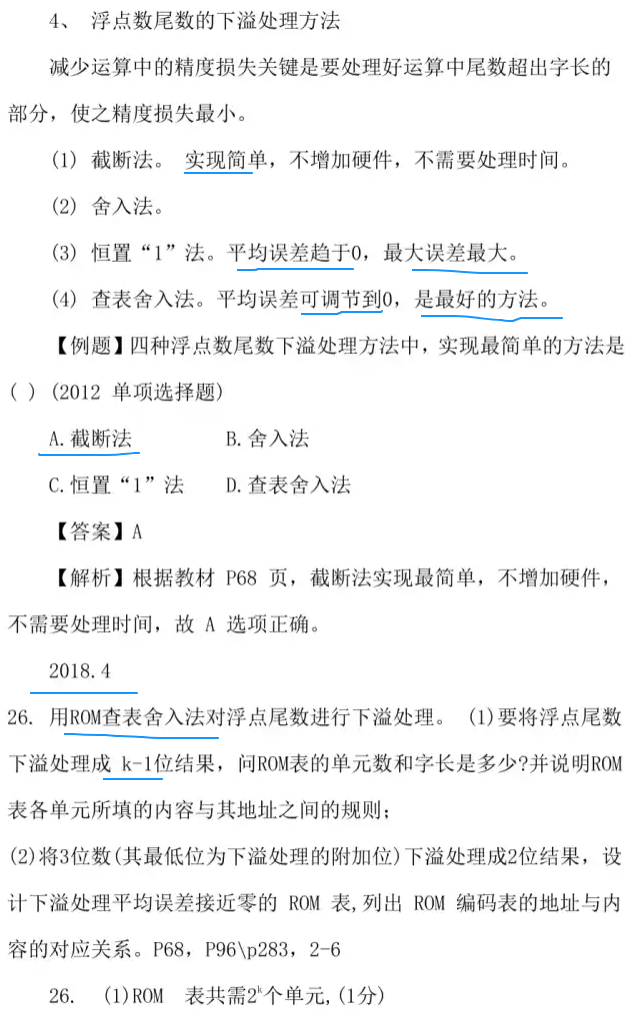 4、 浮点数尾数的下溢处理方法
减少运算中的精度损失关键是要处理好运算中尾数超出字长的
部分，使之精度损失最小。
(1) 截断法。 实现简单，不增加硬件，不需要处理时间。
(2) 舍入法。
(3) 恒置“1”法。平均误差趋于0，最大误差最大。
(4) 查表舍入法。平均误差可调节到0，是最好的方法。
【例题】四种浮点数尾数下溢处理方法中，实现最简单的方法是
( ) (2012 单项选择题)
A.截断法 B.舍入法
C.恒置“1”法 D.查表舍入法
【答案】A
【解析】根据教材 P68 页，截断法实现最简单，不增加硬件，
不需要处理时间，故 A 选项正确。
2018.4
26. 用ROM查表舍入法对浮点尾数进行下溢处理。 (1)要将浮点尾数
下溢处理成 k-1位结果，问ROM表的单元数和字长是多少?并说明ROM
表各单元所填的内容与其地址之间的规则；
(2)将3位数(其最低位为下溢处理的附加位)下溢处理成2位结果，设
计下溢处理平均误差接近零的 ROM 表,列出 ROM 编码表的地址与内
容的对应关系。P68，P96\p283，2-6
26. (1)ROM 表共需2ᵏ个单元,(1分)